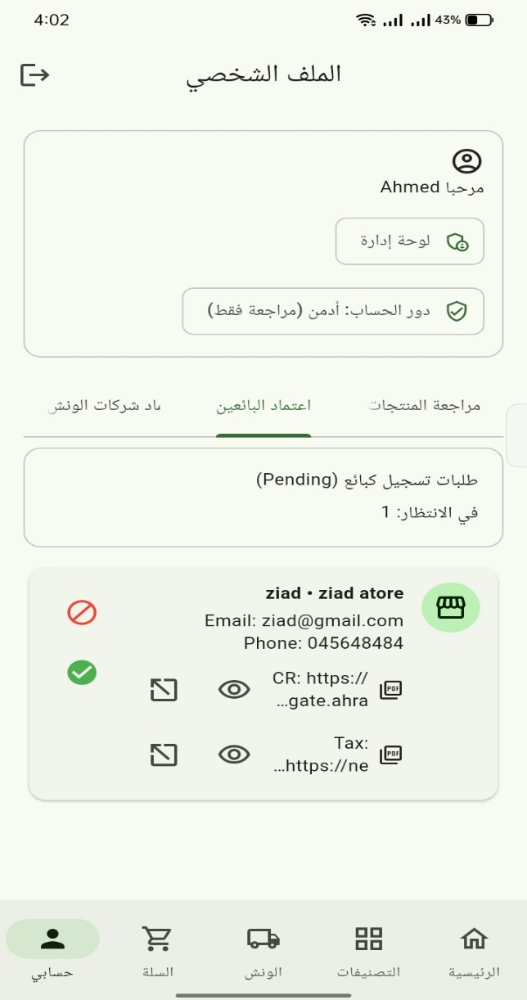 4:02
43%
الملف الشخصي
مرحبا Ahmed
لوحة إدارة
دور الحساب: أدمن (مراجعة فقط)
مراجعة المنتجات
اعتماد البائعين
ماد شركات الونش
طلبات تسجيل كبائع (Pending)
في الانتظار: 1
ziad • ziad atore
Email: ziad@gmail.com
Phone: 045648484
CR: https://
gate.ahra...
PDF
Tax:
https://ne...
PDF
الرئيسية
التصنيفات
الونش
السلة
حسابي